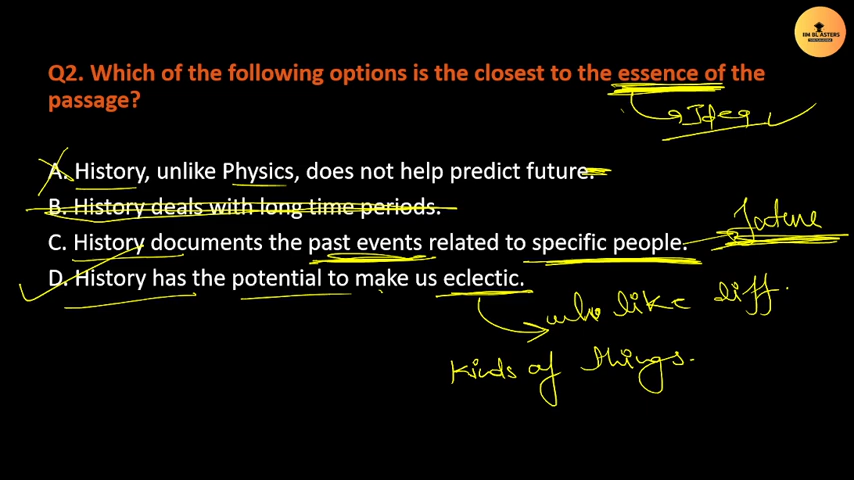 IIM BLASTERS
Q2. Which of the following options is the closest to the essence of the
passage?
Idea
A. History, unlike Physics, does not help predict future.
B. History deals with long time periods.
C. History documents the past events related to specific people.
D. History has the potential to make us eclectic.
who like diff.
kinds of things.